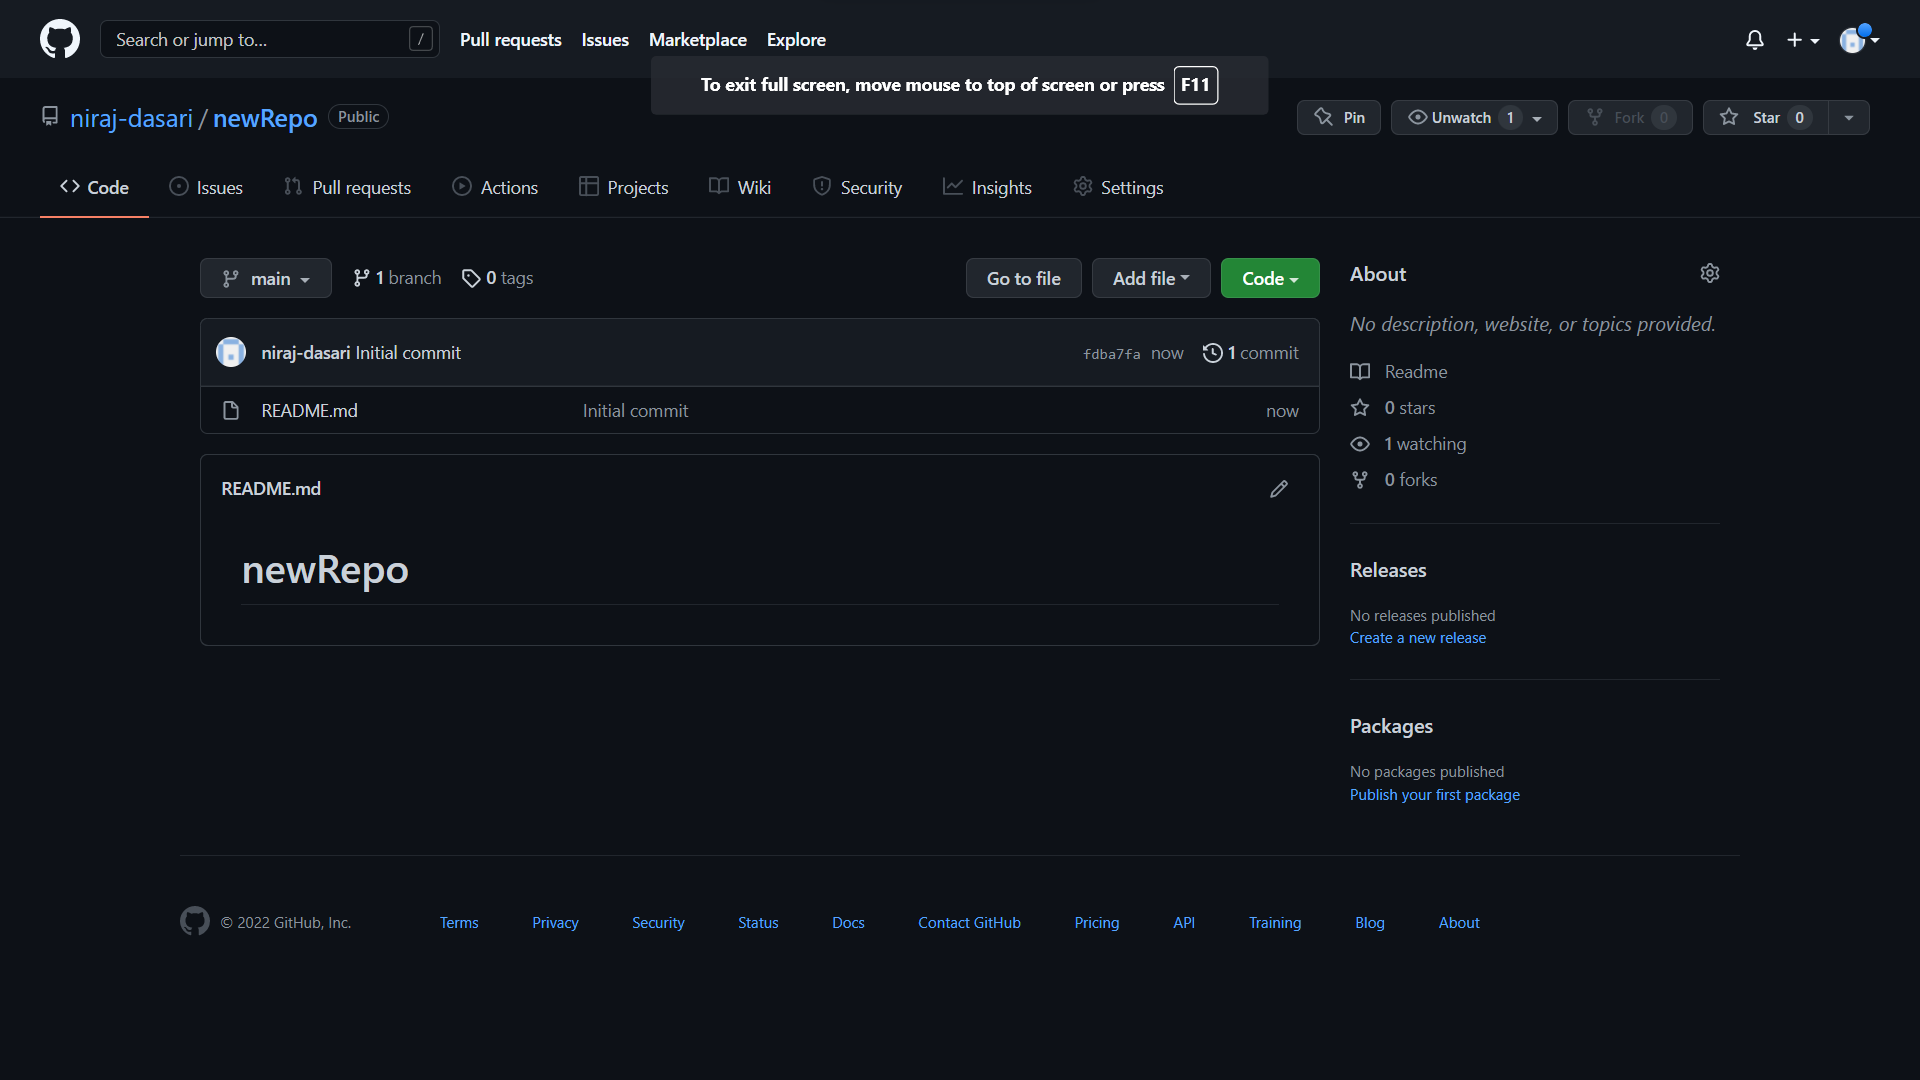 Search or jump to... /
Pull requests Issues Marketplace Explore
To exit full screen, move mouse to top of screen or press F11
niraj-dasari / newRepo Public
Pin Unwatch 1 Fork 0 Star 0
Code Issues Pull requests Actions Projects Wiki Security Insights Settings
main 1 branch 0 tags Go to file Add file Code
niraj-dasari Initial commit fdba7fa now 1 commit
README.md Initial commit now
README.md
newRepo
About
No description, website, or topics provided.
Readme
0 stars
1 watching
0 forks
Releases
No releases published
Create a new release
Packages
No packages published
Publish your first package
© 2022 GitHub, Inc. Terms Privacy Security Status Docs Contact GitHub Pricing API Training Blog About